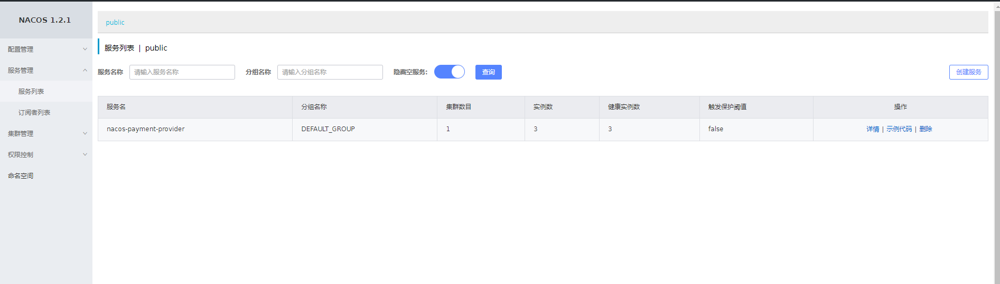 NACOS 1.2.1
配置管理
服务管理
服务列表
订阅者列表
集群管理
权限控制
命名空间
public
服务列表 | public
服务名称 请输入服务名称 分组名称 请输入分组名称 隐藏空服务: 查询 创建服务
服务名 分组名称 集群数目 实例数 健康实例数 触发保护阈值 操作
nacos-payment-provider DEFAULT_GROUP 1 3 3 false 详情 | 示例代码 | 删除